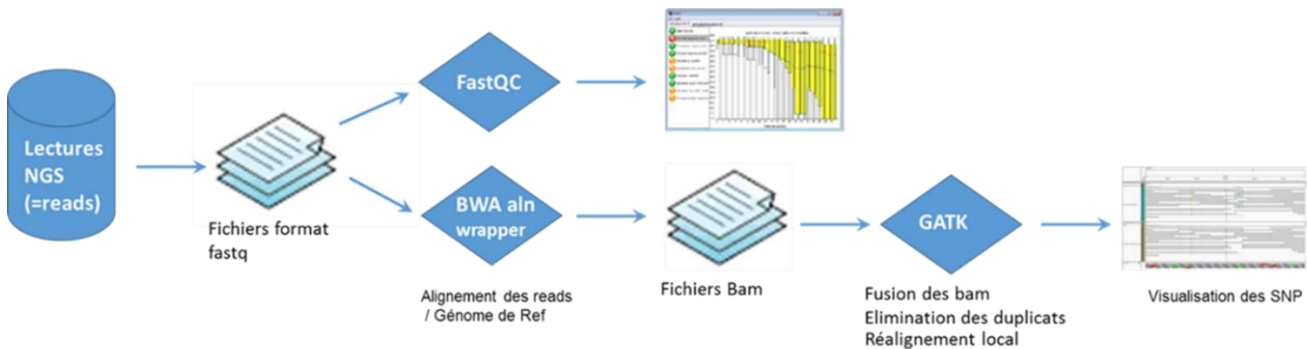 Lectures
NGS
(=reads)
Fichiers format
fastq
FastQC
BWA aln
wrapper
Alignement des reads
/ Génome de Ref
Fichiers Bam
GATK
Fusion des bam
Elimination des duplicats
Réalignement local
Visualisation des SNP